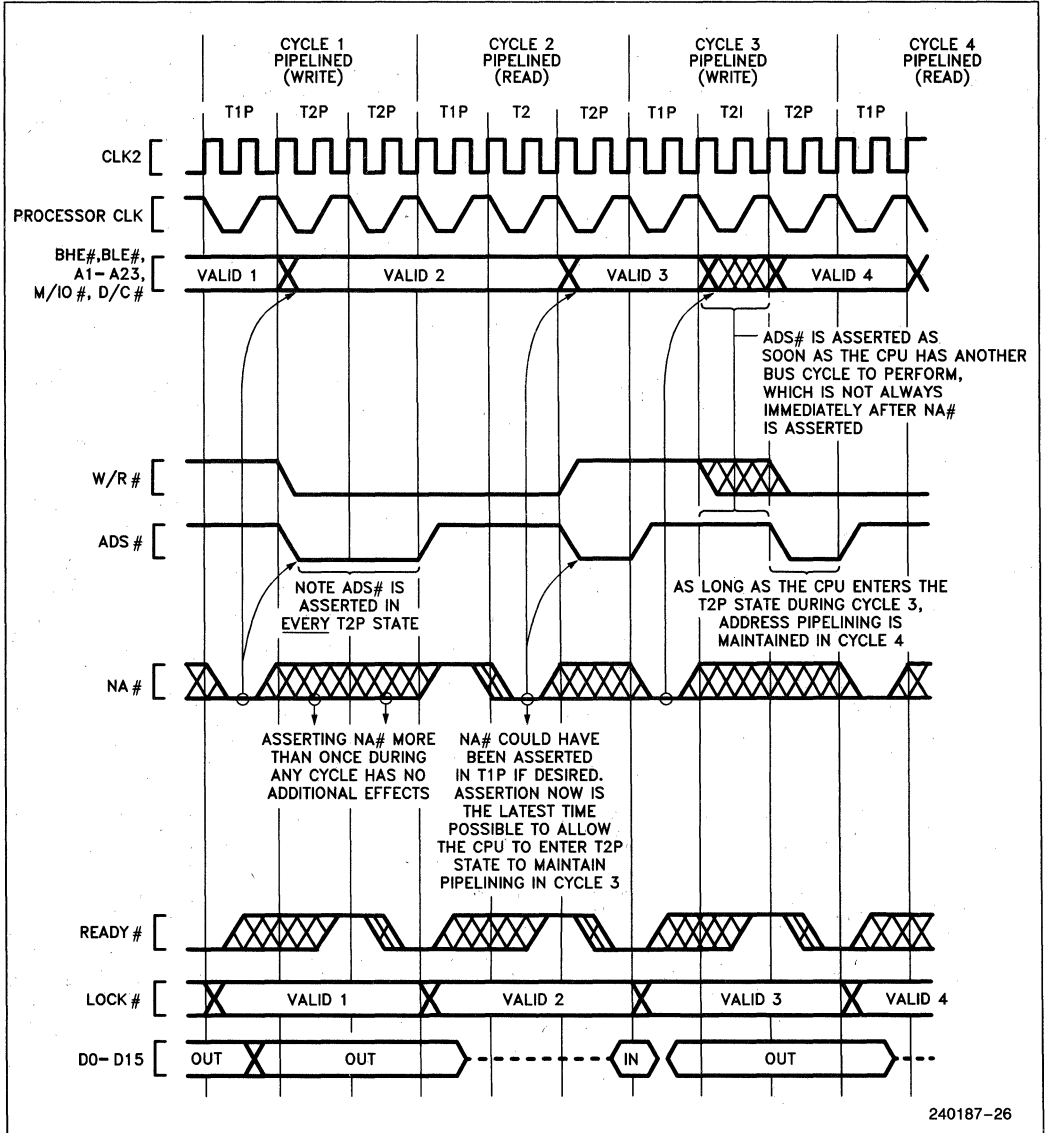 CYCLE 1
PIPELINED
(WRITE)
CYCLE 2
PIPELINED
(READ)
CYCLE 3
PIPELINED
(WRITE)
CYCLE 4
PIPELINED
(READ)
T1P T2P T2P T1P T2 T2P T1P T2I T2P T1P
CLK2
PROCESSOR CLK
BHE#,BLE#,
A1-A23,
M/IO #, D/C #
VALID 1 VALID 2 VALID 3 VALID 4
ADS# IS ASSERTED AS
SOON AS THE CPU HAS ANOTHER
BUS CYCLE TO PERFORM,
WHICH IS NOT ALWAYS
IMMEDIATELY AFTER NA#
IS ASSERTED
W/R #
ADS #
NOTE ADS# IS
ASSERTED IN
EVERY T2P STATE
AS LONG AS THE CPU ENTERS THE
T2P STATE DURING CYCLE 3,
ADDRESS PIPELINING IS
MAINTAINED IN CYCLE 4
NA #
ASSERTING NA# MORE
THAN ONCE DURING
ANY CYCLE HAS NO
ADDITIONAL EFFECTS
NA# COULD HAVE
BEEN ASSERTED
IN T1P IF DESIRED.
ASSERTION NOW IS
THE LATEST TIME
POSSIBLE TO ALLOW
THE CPU TO ENTER T2P
STATE TO MAINTAIN
PIPELINING IN CYCLE 3
READY #
LOCK #
VALID 1 VALID 2 VALID 3 VALID 4
D0-D15
OUT OUT IN OUT
240187-26